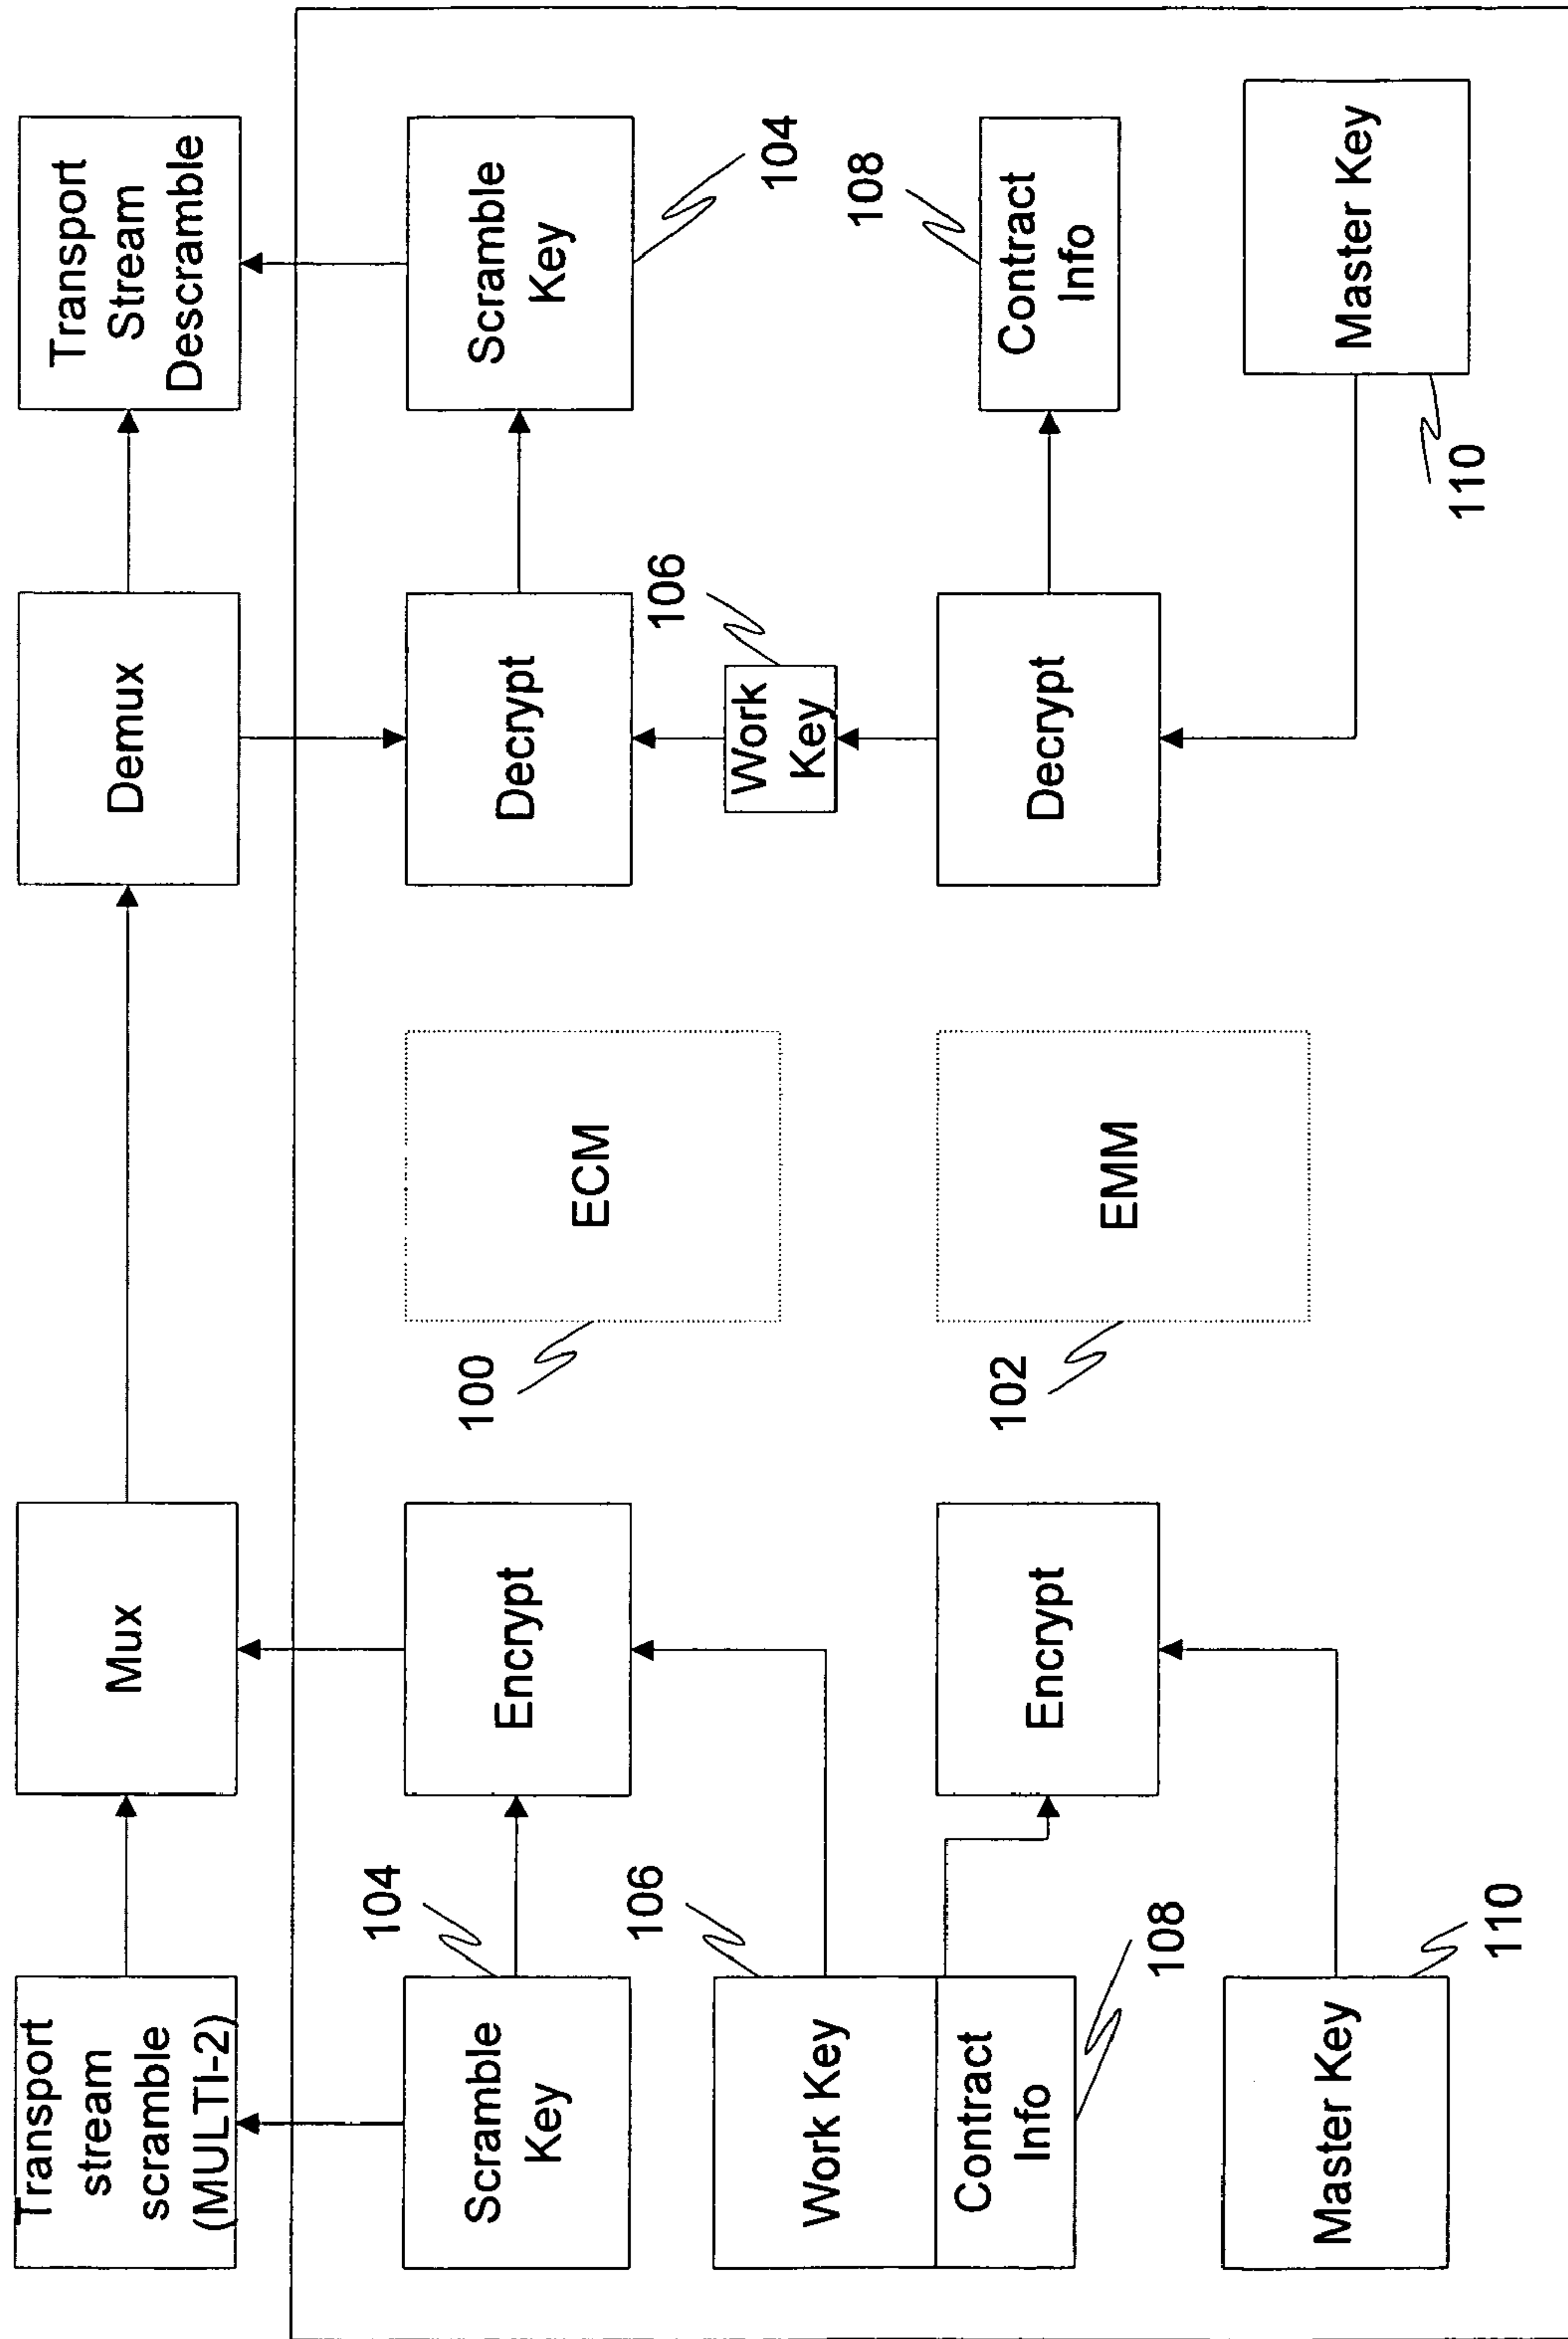 Transport
stream
scramble
(MULTI-2)
Mux
Demux
Transport
Stream
Descramble
104
Scramble
Key
Encrypt
100
ECM
Decrypt
Scramble
Key
104
106
Work Key
Contract
Info
108
Encrypt
102
EMM
106
Work
Key
Decrypt
108
Contract
Info
Master Key
110
110
Master Key